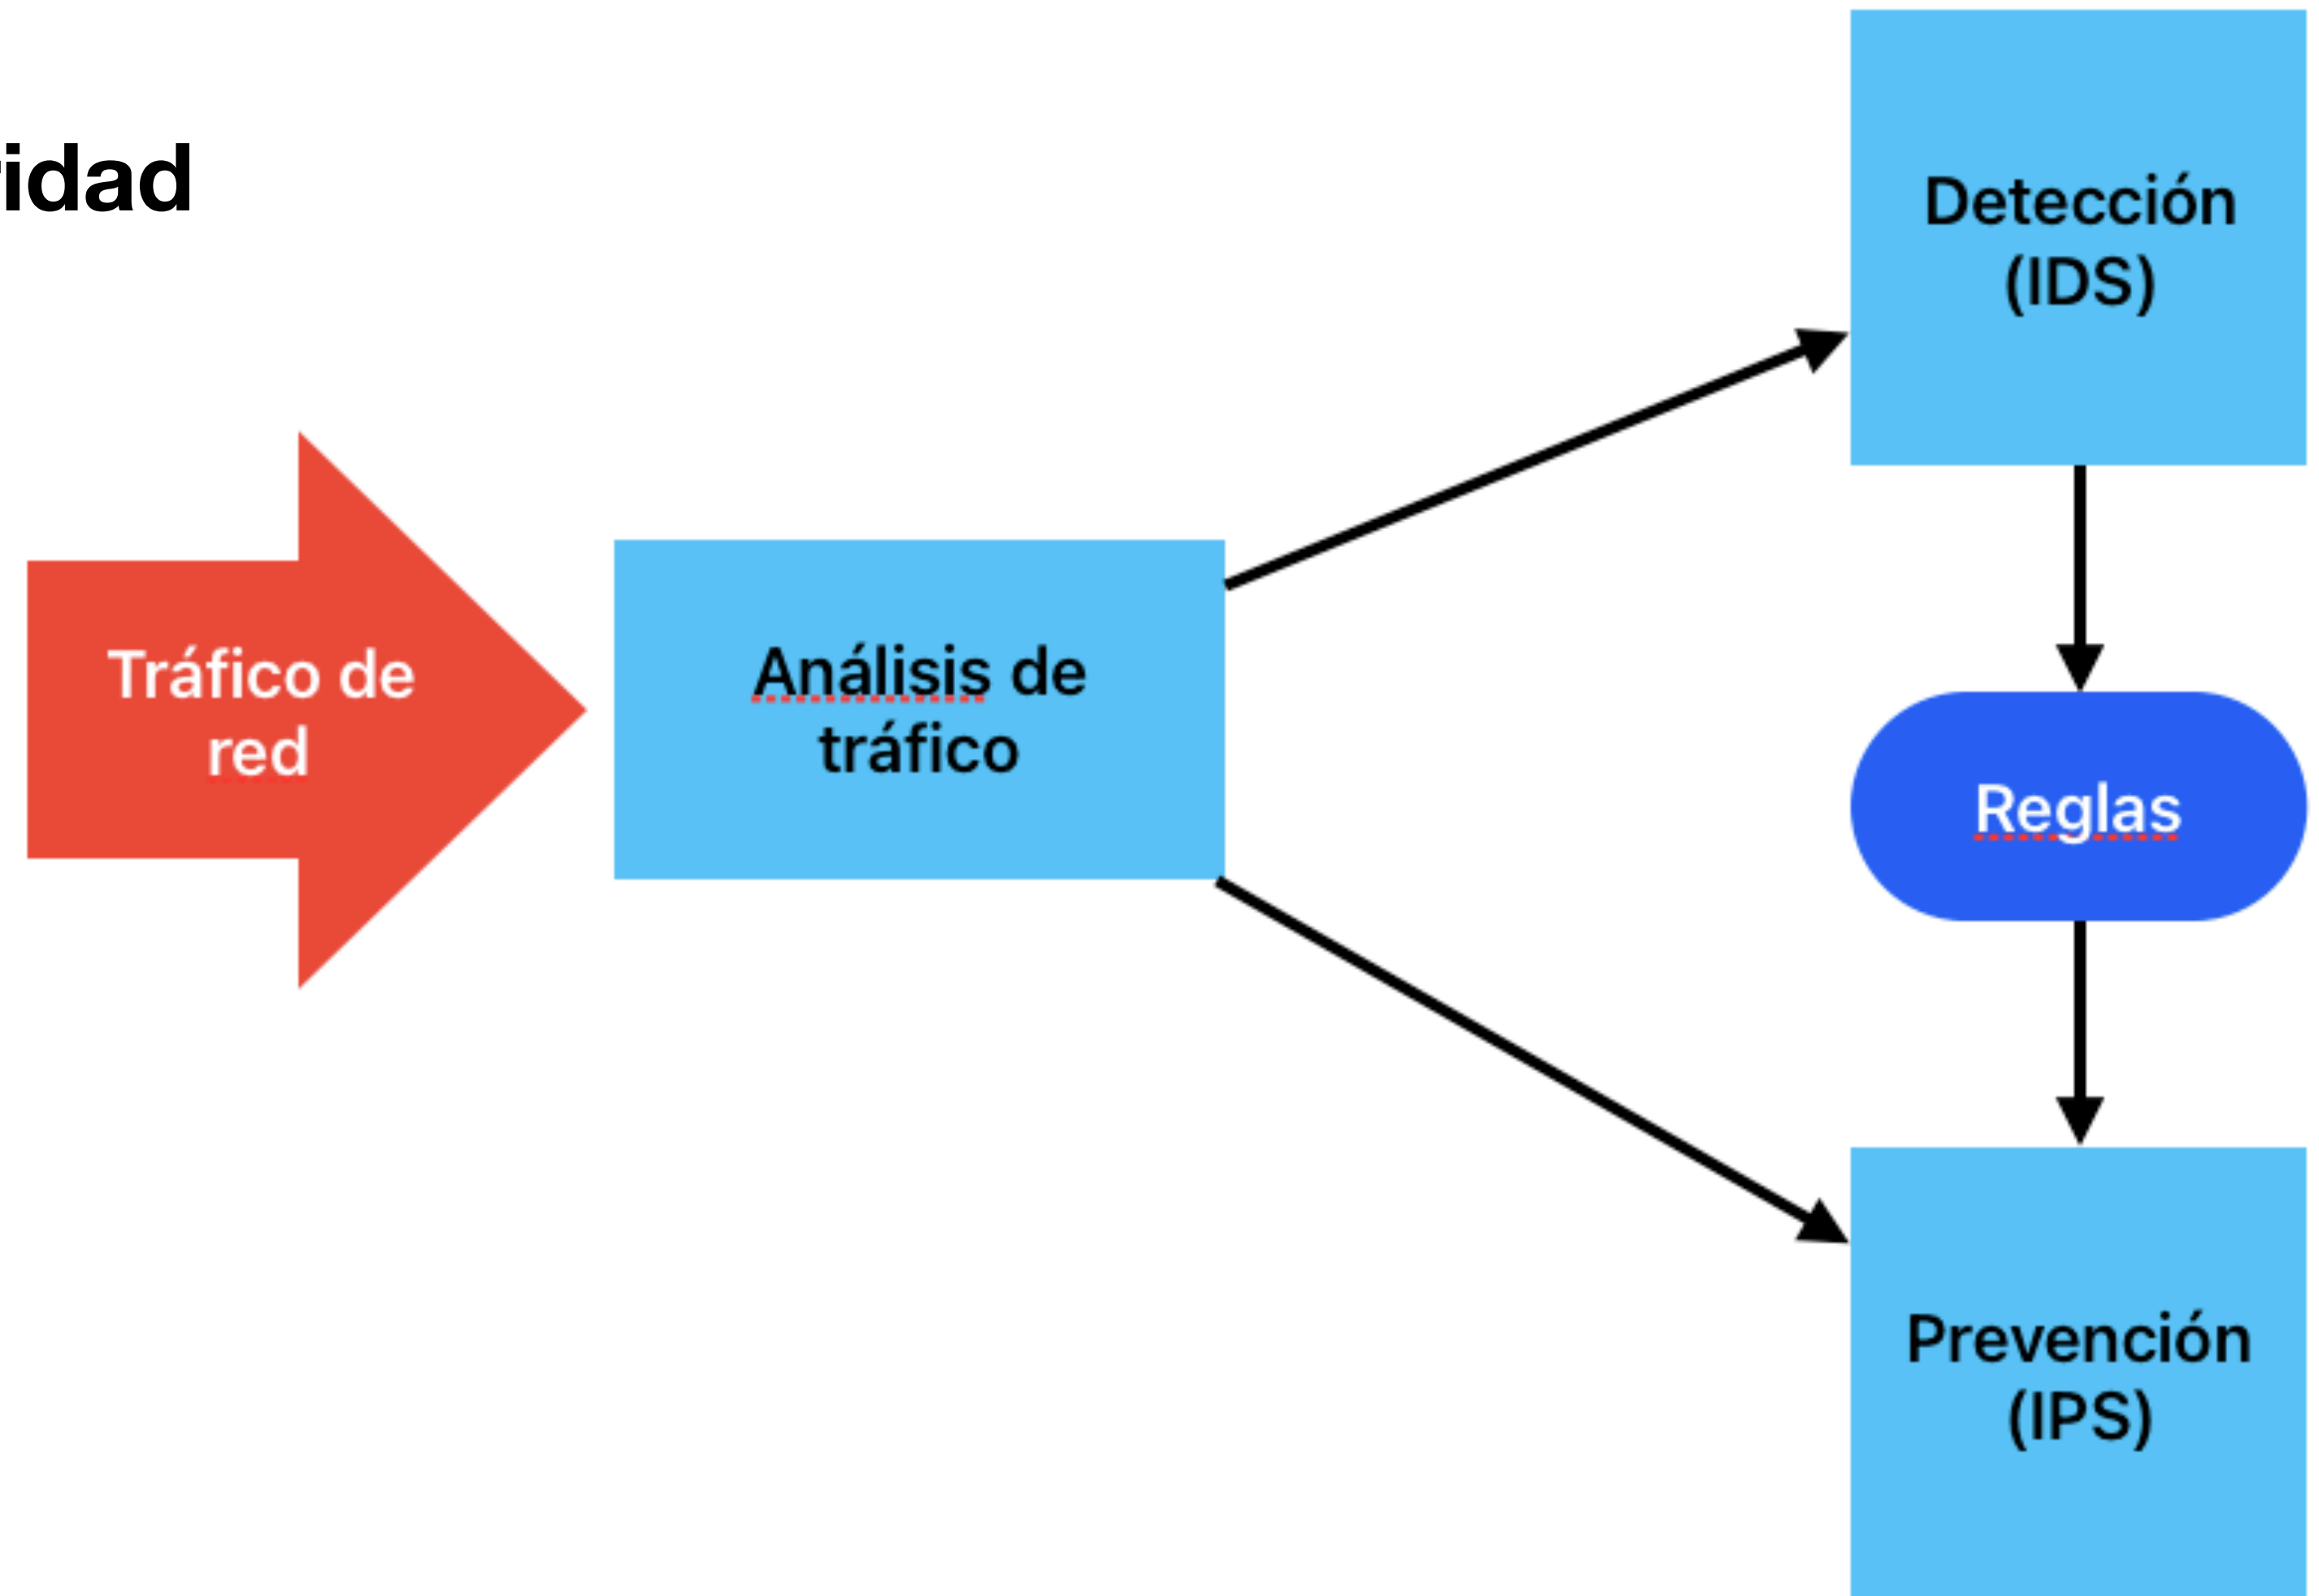 idad
Detección
(IDS)
Tráfico de
red
Análisis de
tráfico
Reglas
Prevención
(IPS)